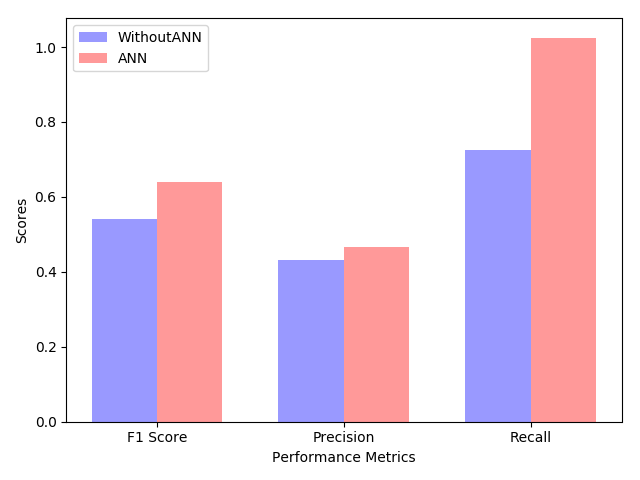 WithoutANN
ANN
1.0
0.8
0.6
0.4
0.2
0.0
Scores
F1 Score Precision Recall
Performance Metrics